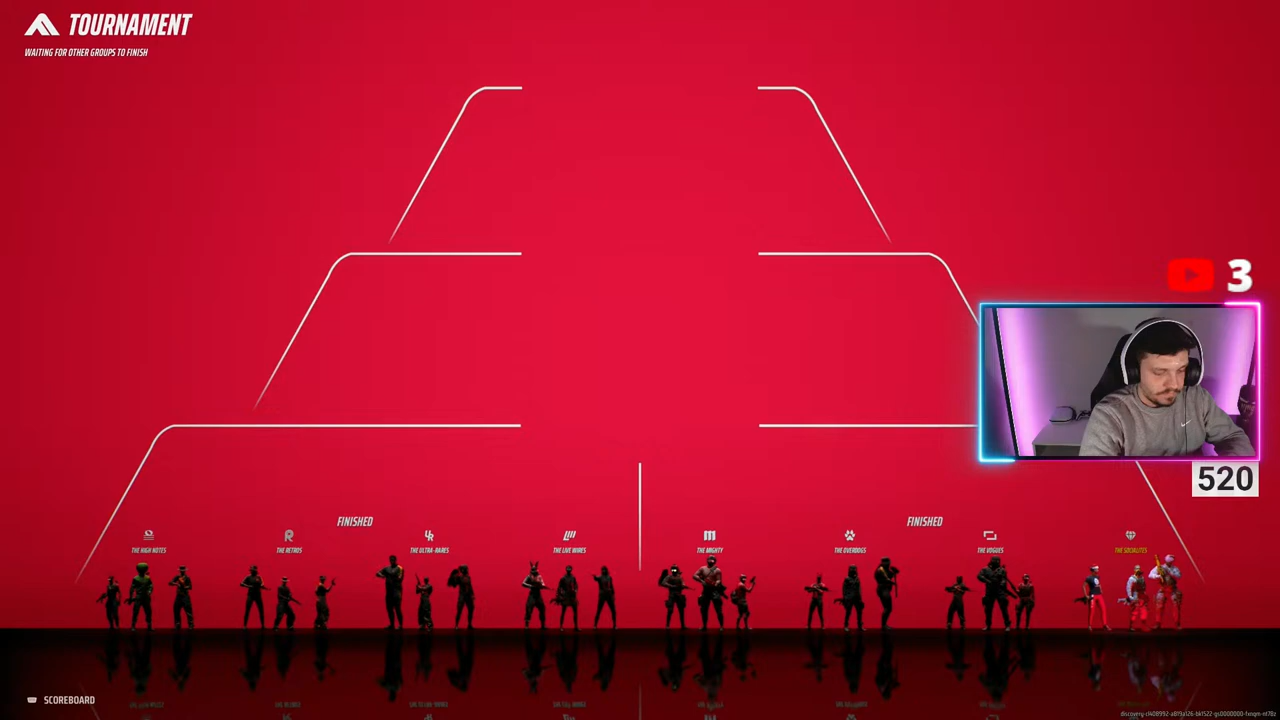 TOURNAMENT
WAITING FOR OTHER GROUPS TO FINISH
3
520
FINISHED
FINISHED
THE HIGH NOTES
THE RETROS
THE ULTRA-RARES
THE LIVE WIRES
THE MIGHTY
THE OVERDOGS
THE VOGUES
THE SOCIALITES
SCOREBOARD